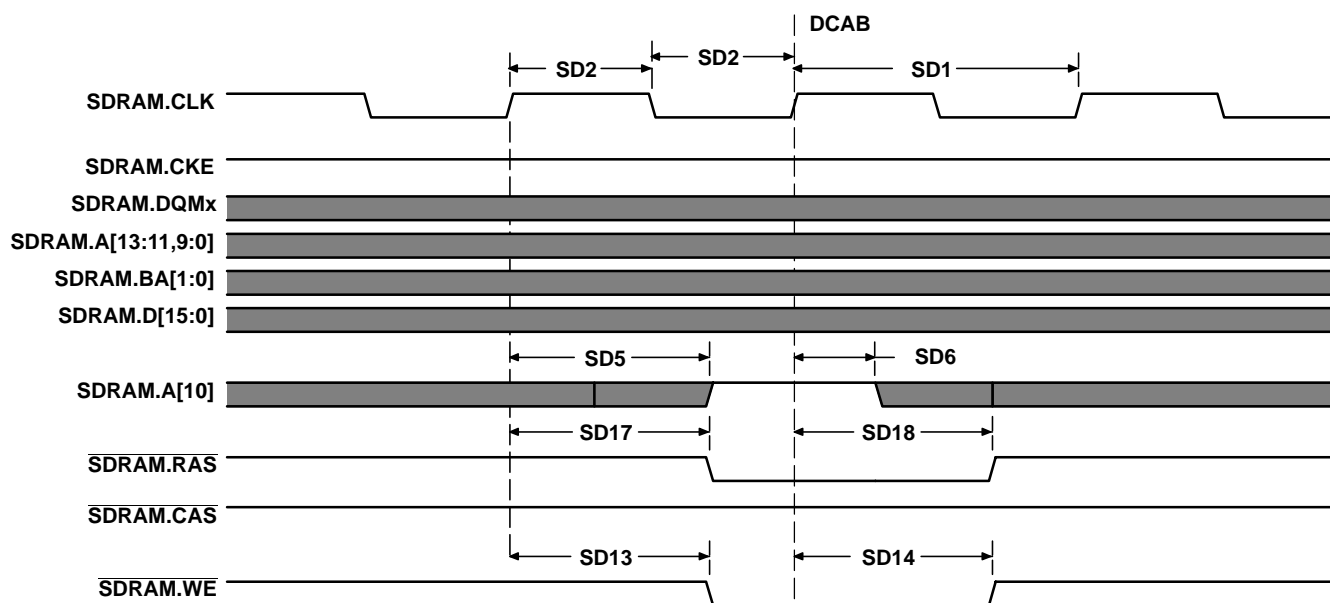 DCAB
SD2
SD2
SD1
SDRAM.CLK
SDRAM.CKE
SDRAM.DQMx
SDRAM.A[13:11,9:0]
SDRAM.BA[1:0]
SDRAM.D[15:0]
SD5
SD6
SDRAM.A[10]
SD17
SD18
SDRAM.RAS
SDRAM.CAS
SD13
SD14
SDRAM.WE